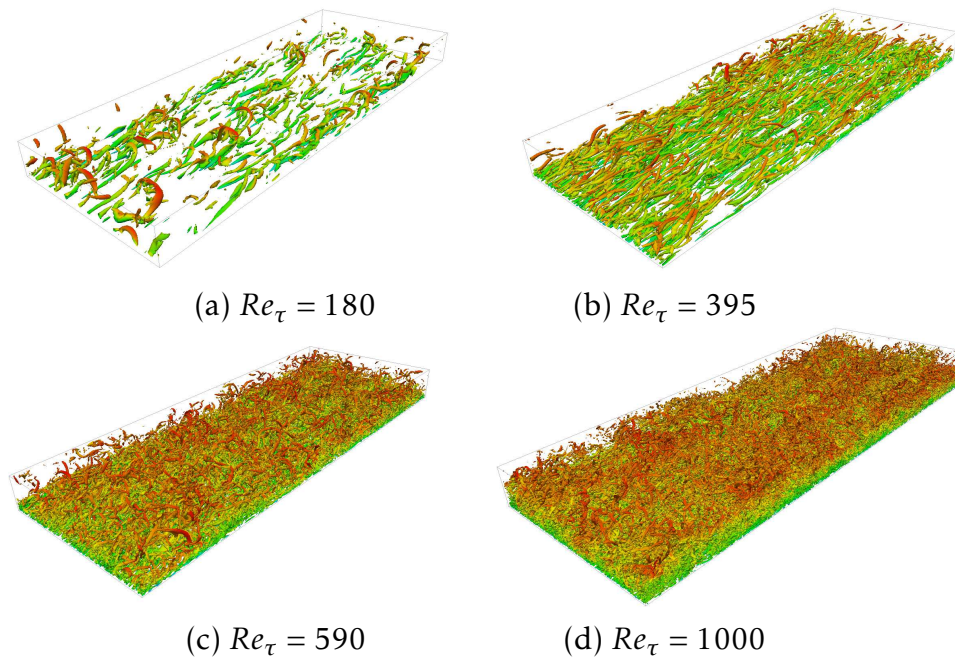 (a) Re_τ = 180
(b) Re_τ = 395
(c) Re_τ = 590
(d) Re_τ = 1000